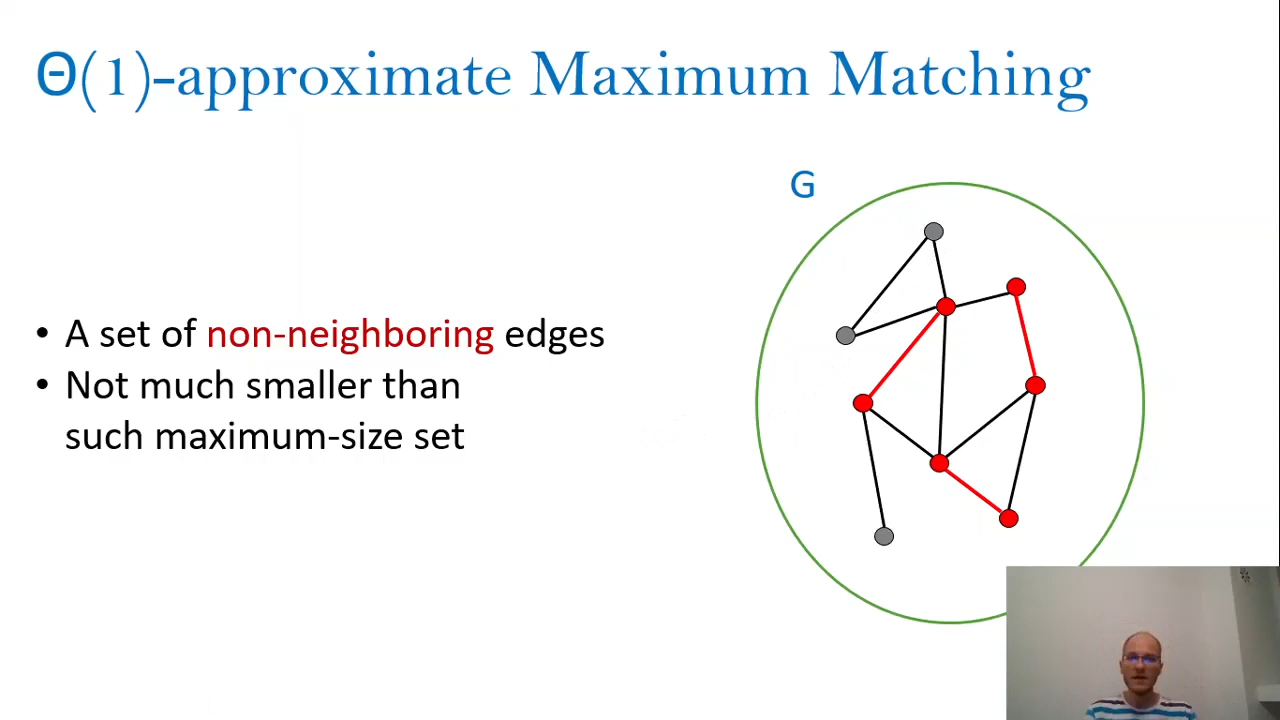 Θ(1)-approximate Maximum Matching
G
• A set of non-neighboring edges
• Not much smaller than
such maximum-size set